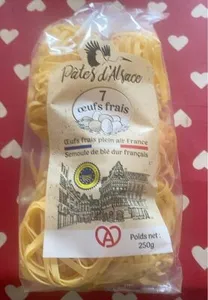 Pâtes d'Alsace
7
œufs frais
Œufs frais plein air France
Semoule de blé dur français
Poids net :
250g